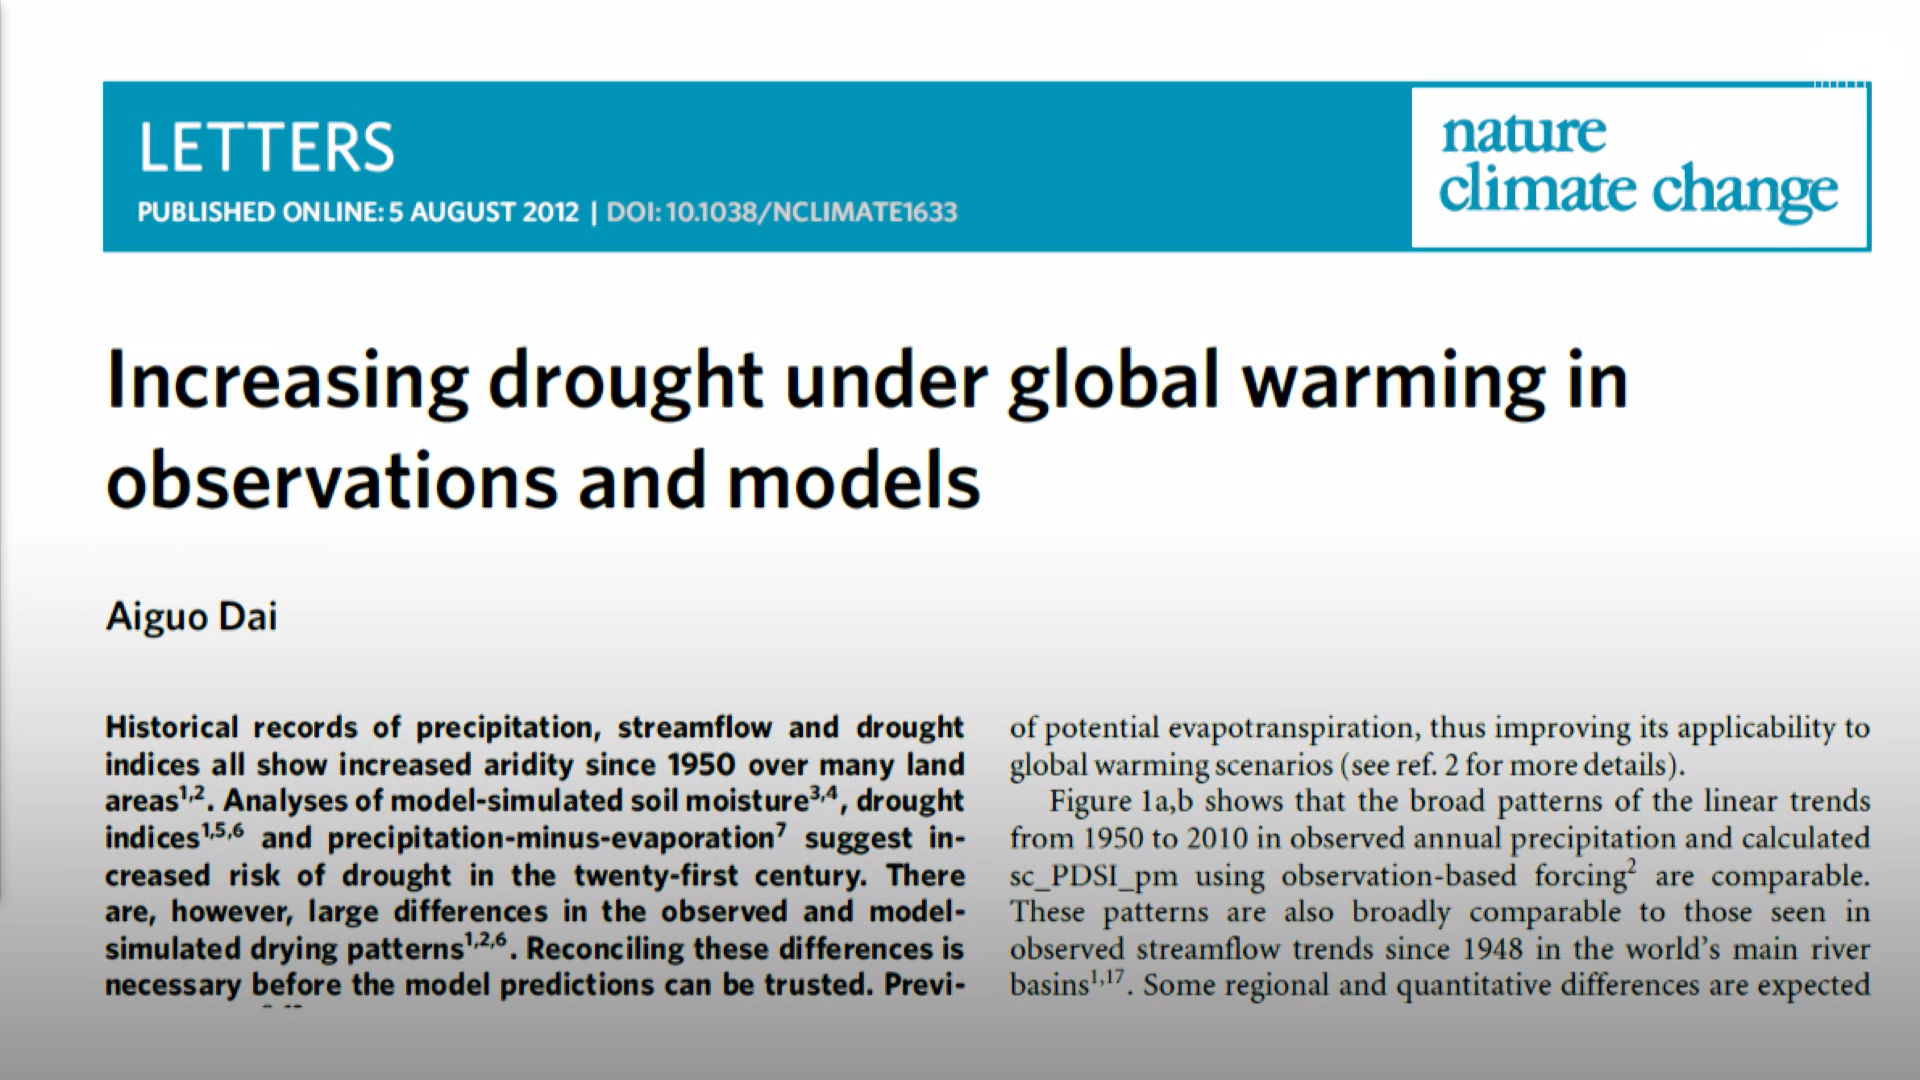 LETTERS
PUBLISHED ONLINE: 5 AUGUST 2012 | DOI: 10.1038/NCLIMATE1633
nature
climate change
Increasing drought under global warming in
observations and models
Aiguo Dai
Historical records of precipitation, streamflow and drought
indices all show increased aridity since 1950 over many land
areas1,2. Analyses of model-simulated soil moisture3,4, drought
indices1,5,6 and precipitation-minus-evaporation7 suggest in-
creased risk of drought in the twenty-first century. There
are, however, large differences in the observed and model-
simulated drying patterns1,2,6. Reconciling these differences is
necessary before the model predictions can be trusted. Previ-
of potential evapotranspiration, thus improving its applicability to
global warming scenarios (see ref. 2 for more details).
Figure 1a,b shows that the broad patterns of the linear trends
from 1950 to 2010 in observed annual precipitation and calculated
sc_PDSI_pm using observation-based forcing2 are comparable.
These patterns are also broadly comparable to those seen in
observed streamflow trends since 1948 in the world's main river
basins1,17. Some regional and quantitative differences are expected